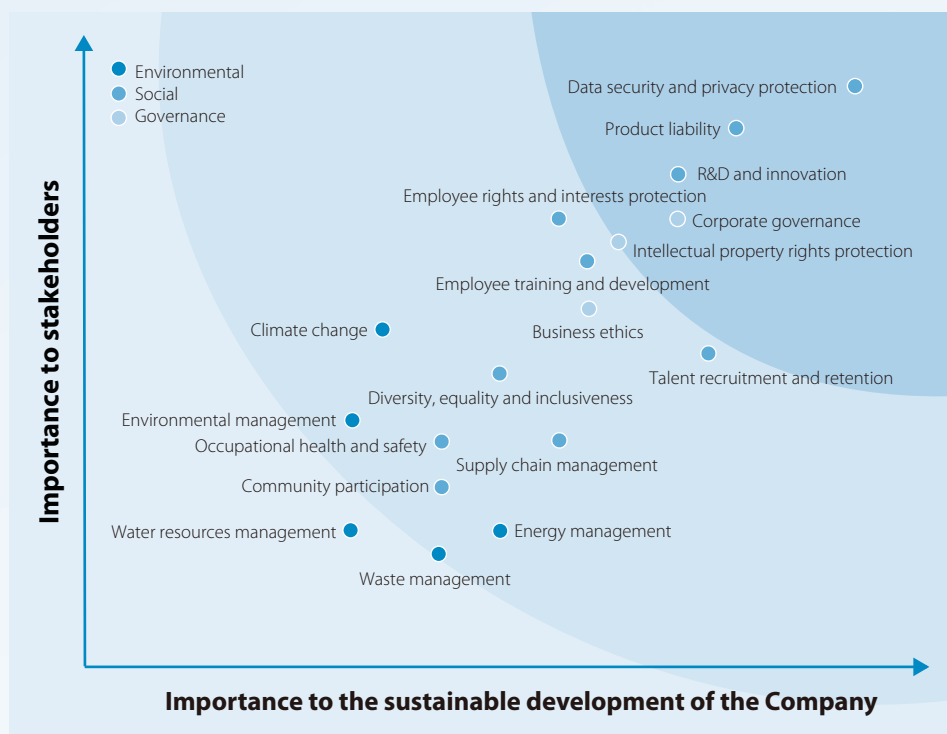 Environmental
Social
Governance
Importance to stakeholders
Data security and privacy protection
Product liability
R&D and innovation
Employee rights and interests protection
Corporate governance
Intellectual property rights protection
Employee training and development
Business ethics
Climate change
Talent recruitment and retention
Diversity, equality and inclusiveness
Environmental management
Occupational health and safety
Supply chain management
Community participation
Water resources management
Energy management
Waste management
Importance to the sustainable development of the Company